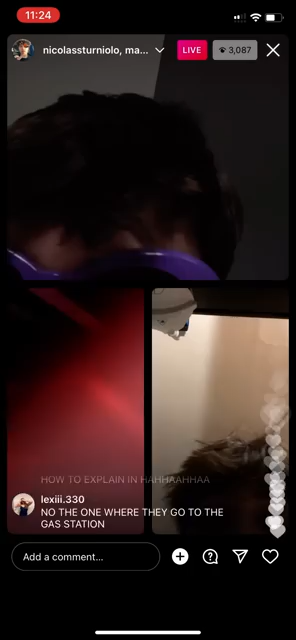 11:24
nicolassturniolo, ma...
LIVE
3,087
HOW TO EXPLAIN IN HAHHAAHHAA
lexiii.330
NO THE ONE WHERE THEY GO TO THE
GAS STATION
Add a comment...